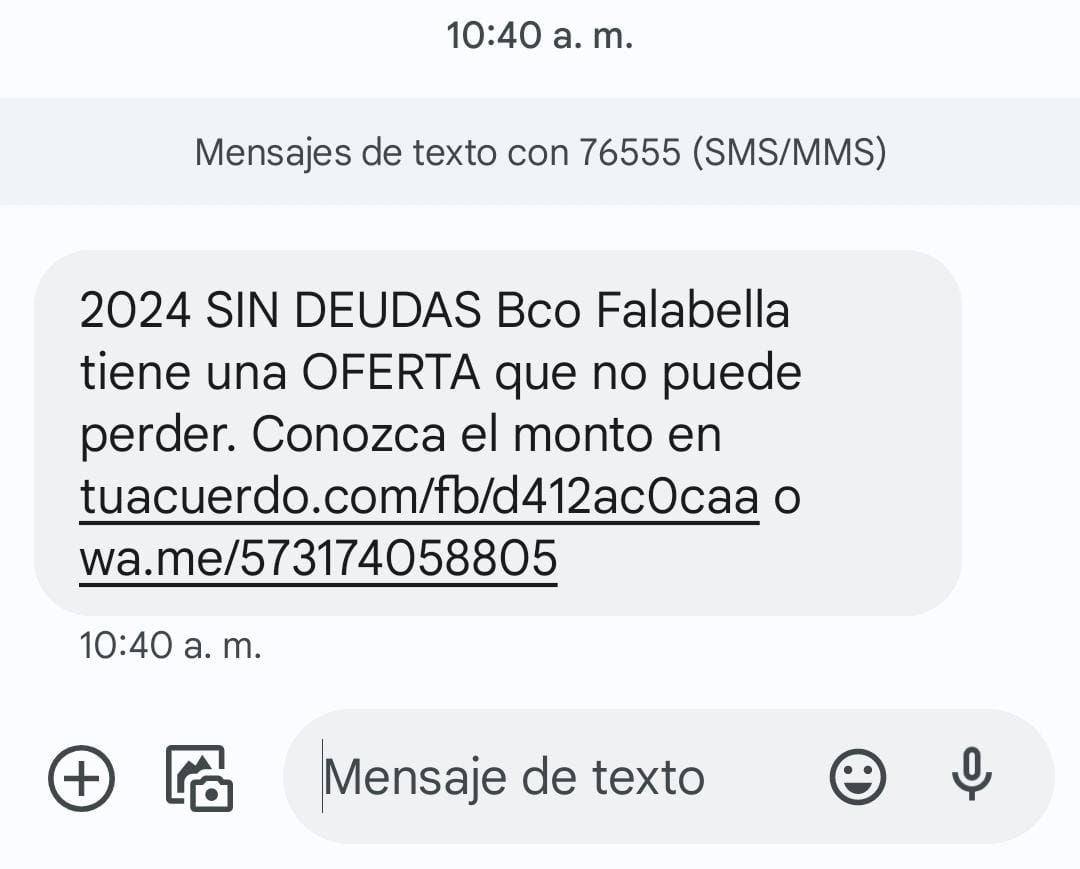 10:40 a. m.
Mensajes de texto con 76555 (SMS/MMS)
2024 SIN DEUDAS Bco Falabella
tiene una OFERTA que no puede
perder. Conozca el monto en
tuacuerdo.com/fb/d412ac0caa o
wa.me/573174058805
10:40 a. m.
Mensaje de texto